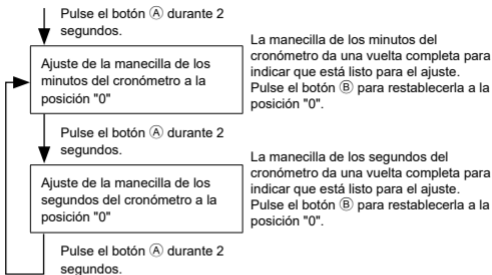 Pulse el botón Ⓐ durante 2
segundos.
Ajuste de la manecilla de los
minutos del cronómetro a la
posición "0"
La manecilla de los minutos del
cronómetro da una vuelta completa para
indicar que está listo para el ajuste.
Pulse el botón Ⓑ para restablecerla a la
posición "0".
Pulse el botón Ⓐ durante 2
segundos.
Ajuste de la manecilla de los
segundos del cronómetro a la
posición "0"
La manecilla de los segundos del
cronómetro da una vuelta completa para
indicar que está listo para el ajuste.
Pulse el botón Ⓑ para restablecerla a la
posición "0".
Pulse el botón Ⓐ durante 2
segundos.